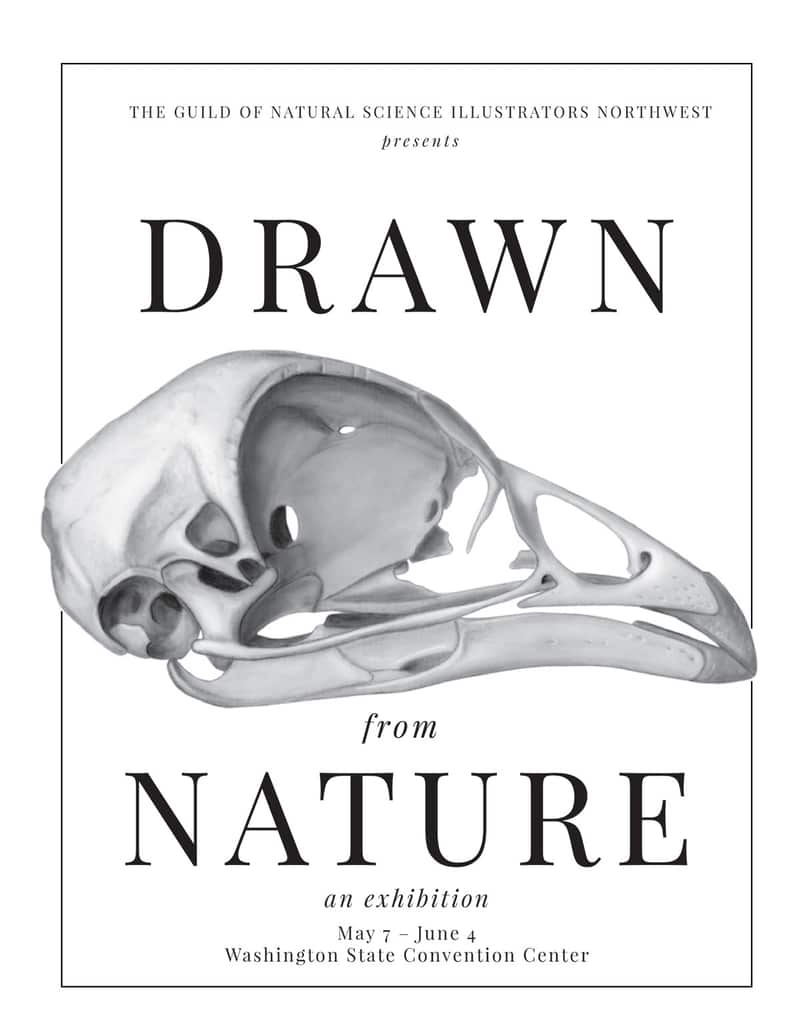 THE GUILD OF NATURAL SCIENCE ILLUSTRATORS NORTHWEST
presents
DRAWN
from
NATURE
an exhibition
May 7 – June 4
Washington State Convention Center